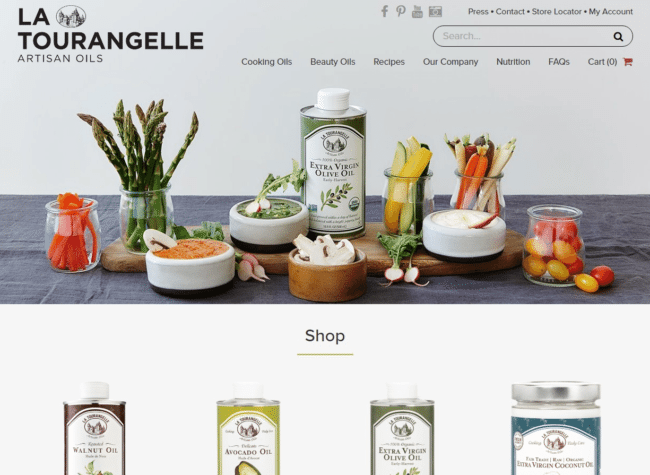 LA
TOURANGELLE
ARTISAN OILS
Press • Contact • Store Locator • My Account
Search...
Cooking Oils Beauty Oils Recipes Our Company Nutrition FAQs Cart (0)
LA TOURANGELLE
100% Organic
EXTRA VIRGIN
OLIVE OIL
Shop
LA TOURANGELLE
Roasted
WALNUT OIL
LA TOURANGELLE
Delicate
AVOCADO OIL
LA TOURANGELLE
EXTRA VIRGIN
OLIVE OIL
LA TOURANGELLE
FAIR TRADE | RAW | ORGANIC
EXTRA VIRGIN COCONUT OIL